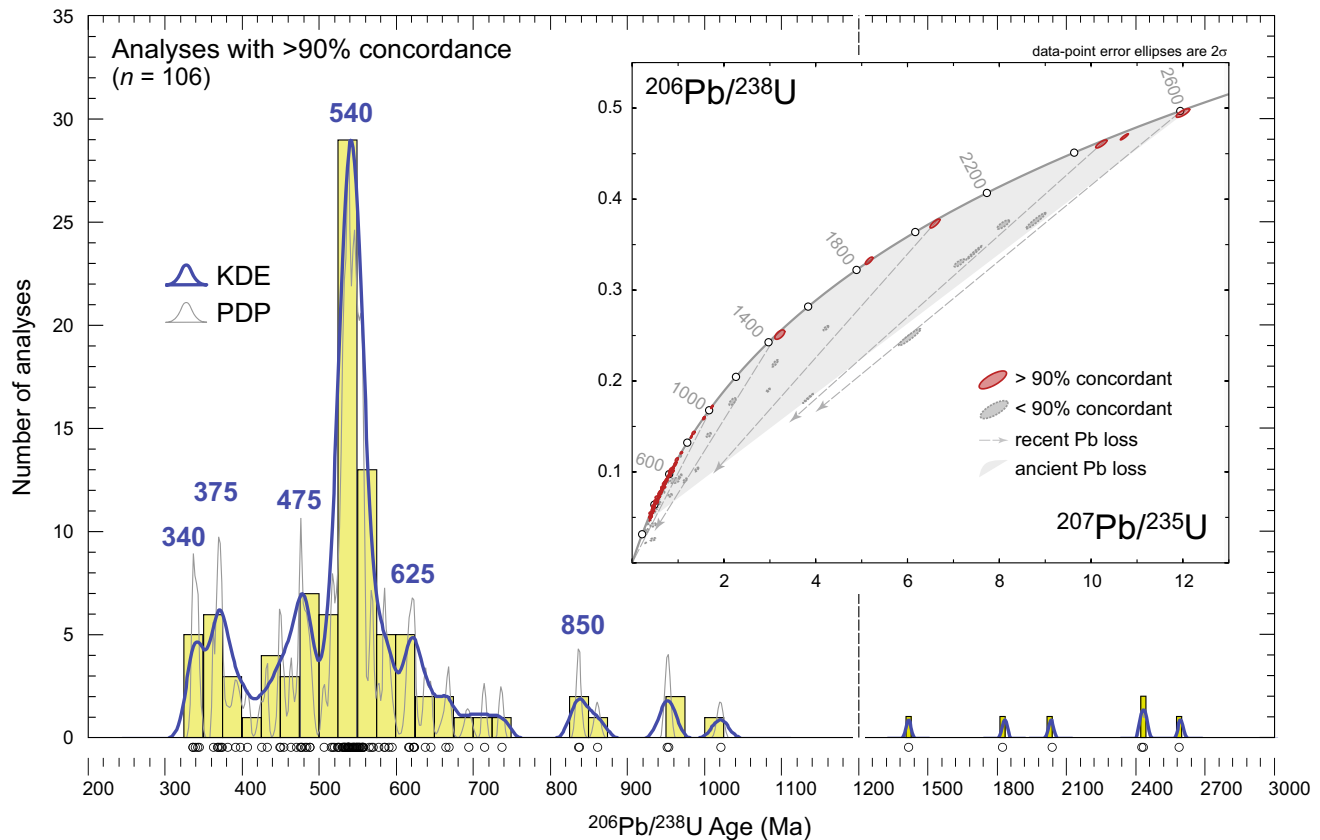 Analyses with >90% concordance
(n = 106)
data-point error ellipses are 2σ
35
30
25
20
15
10
5
0
Number of analyses
540
375
475
340
625
850
KDE
PDP
²⁰⁶Pb/²³⁸U
0.5
0.4
0.3
0.2
0.1
2600
2200
1800
1400
1000
600
> 90% concordant
< 90% concordant
recent Pb loss
ancient Pb loss
²⁰⁷Pb/²³⁵U
2 4 6 8 10 12
200 300 400 500 600 700 800 900 1000 1200 1500 1800 2100 2400 2700 3000
²⁰⁶Pb/²³⁸U Age (Ma)